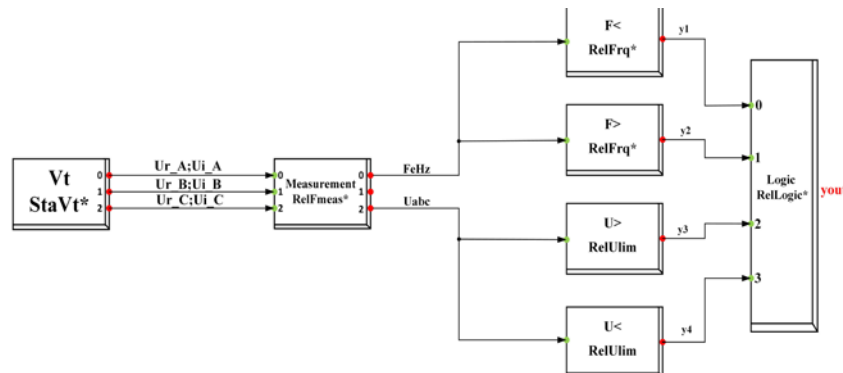 Vt
StaVt*
0
1
2
Ur_A;Ui_A
Ur_B;Ui_B
Ur_C;Ui_C
0
1
2
Measurement
RelFmeas*
0
1
2
FeHz
Uabc
F<
RelFrq*
y1
F>
RelFrq*
y2
U>
RelUlim
y3
U<
RelUlim
y4
0
1
2
3
Logic
RelLogic*
yout